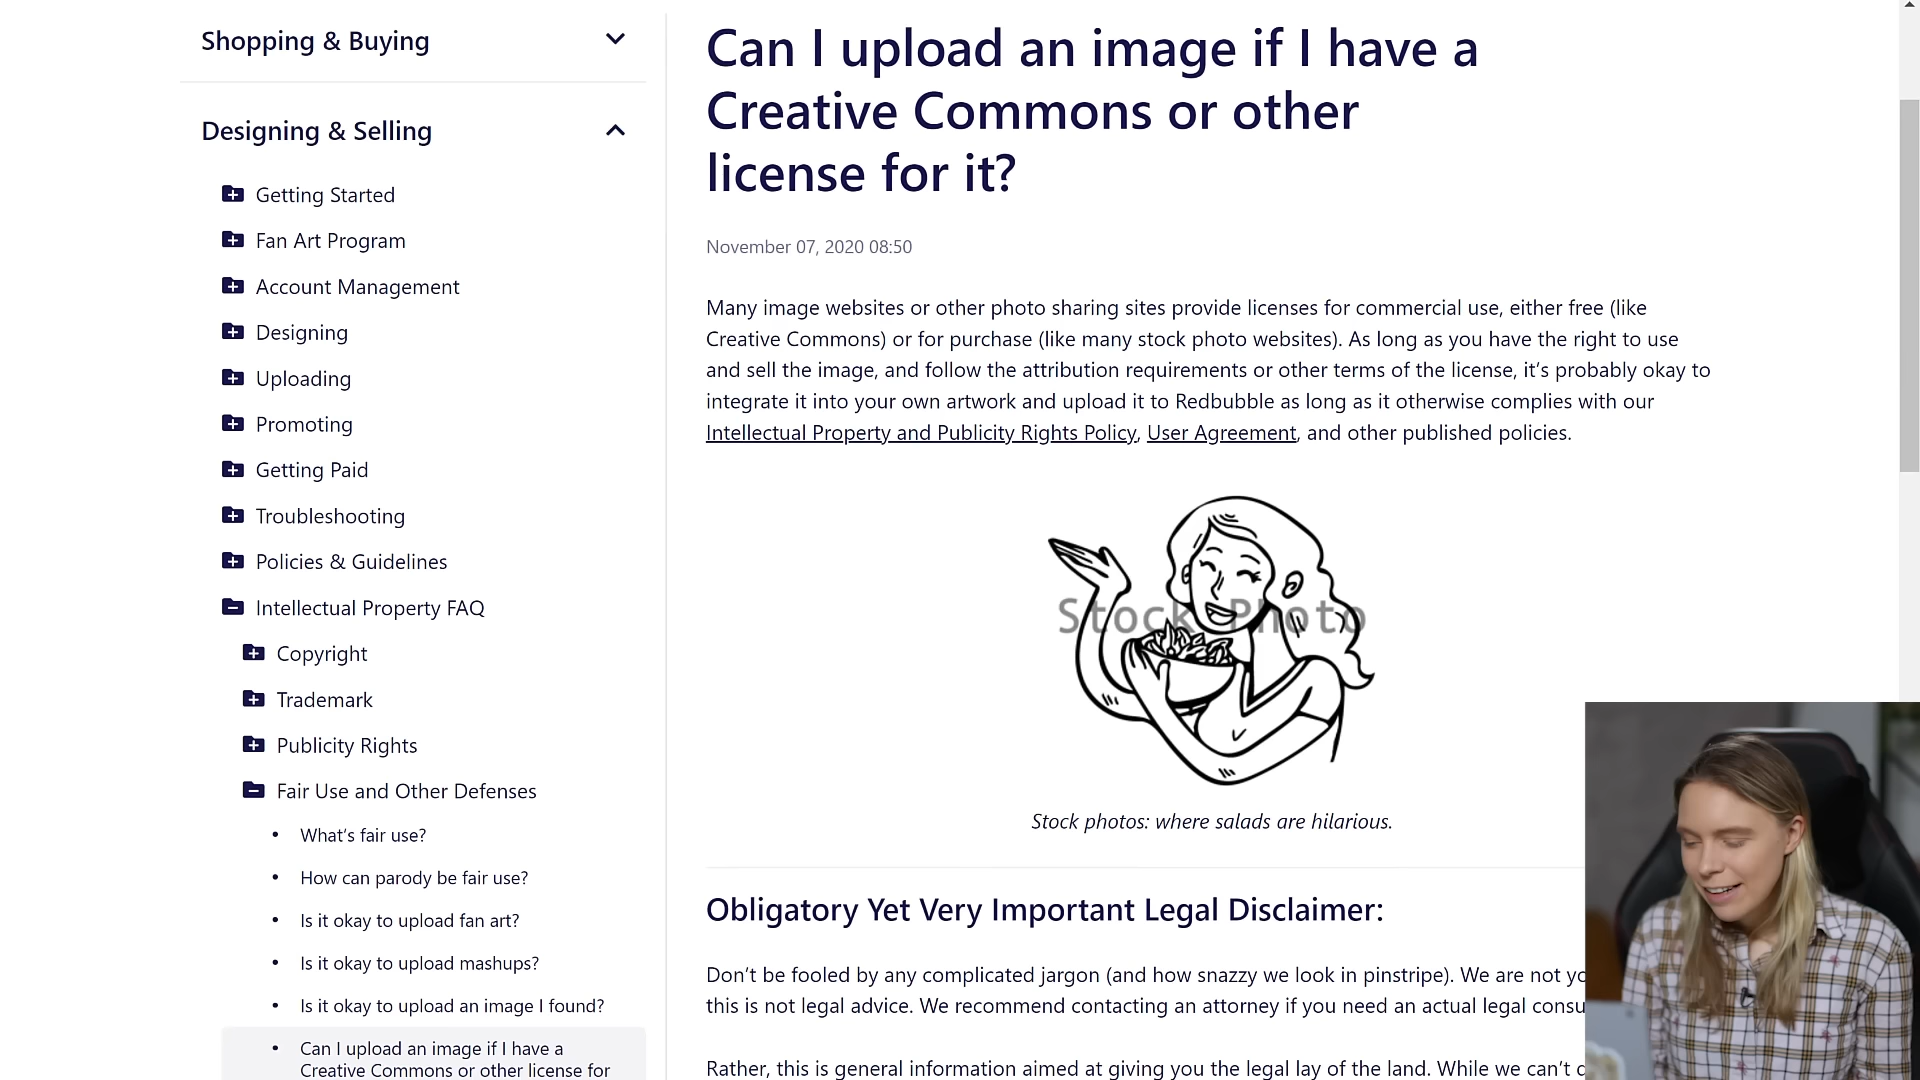 Shopping & Buying
Designing & Selling
Getting Started
Fan Art Program
Account Management
Designing
Uploading
Promoting
Getting Paid
Troubleshooting
Policies & Guidelines
Intellectual Property FAQ
Copyright
Trademark
Publicity Rights
Fair Use and Other Defenses
• What's fair use?
• How can parody be fair use?
• Is it okay to upload fan art?
• Is it okay to upload mashups?
• Is it okay to upload an image I found?
• Can I upload an image if I have a
Creative Commons or other license for
Can I upload an image if I have a
Creative Commons or other
license for it?
November 07, 2020 08:50
Many image websites or other photo sharing sites provide licenses for commercial use, either free (like
Creative Commons) or for purchase (like many stock photo websites). As long as you have the right to use
and sell the image, and follow the attribution requirements or other terms of the license, it's probably okay to
integrate it into your own artwork and upload it to Redbubble as long as it otherwise complies with our
Intellectual Property and Publicity Rights Policy, User Agreement, and other published policies.
Stock Photo
Stock photos: where salads are hilarious.
Obligatory Yet Very Important Legal Disclaimer:
Don't be fooled by any complicated jargon (and how snazzy we look in pinstripe). We are not
this is not legal advice. We recommend contacting an attorney if you need an actual legal
Rather, this is general information aimed at giving you the legal lay of the land. While we can't